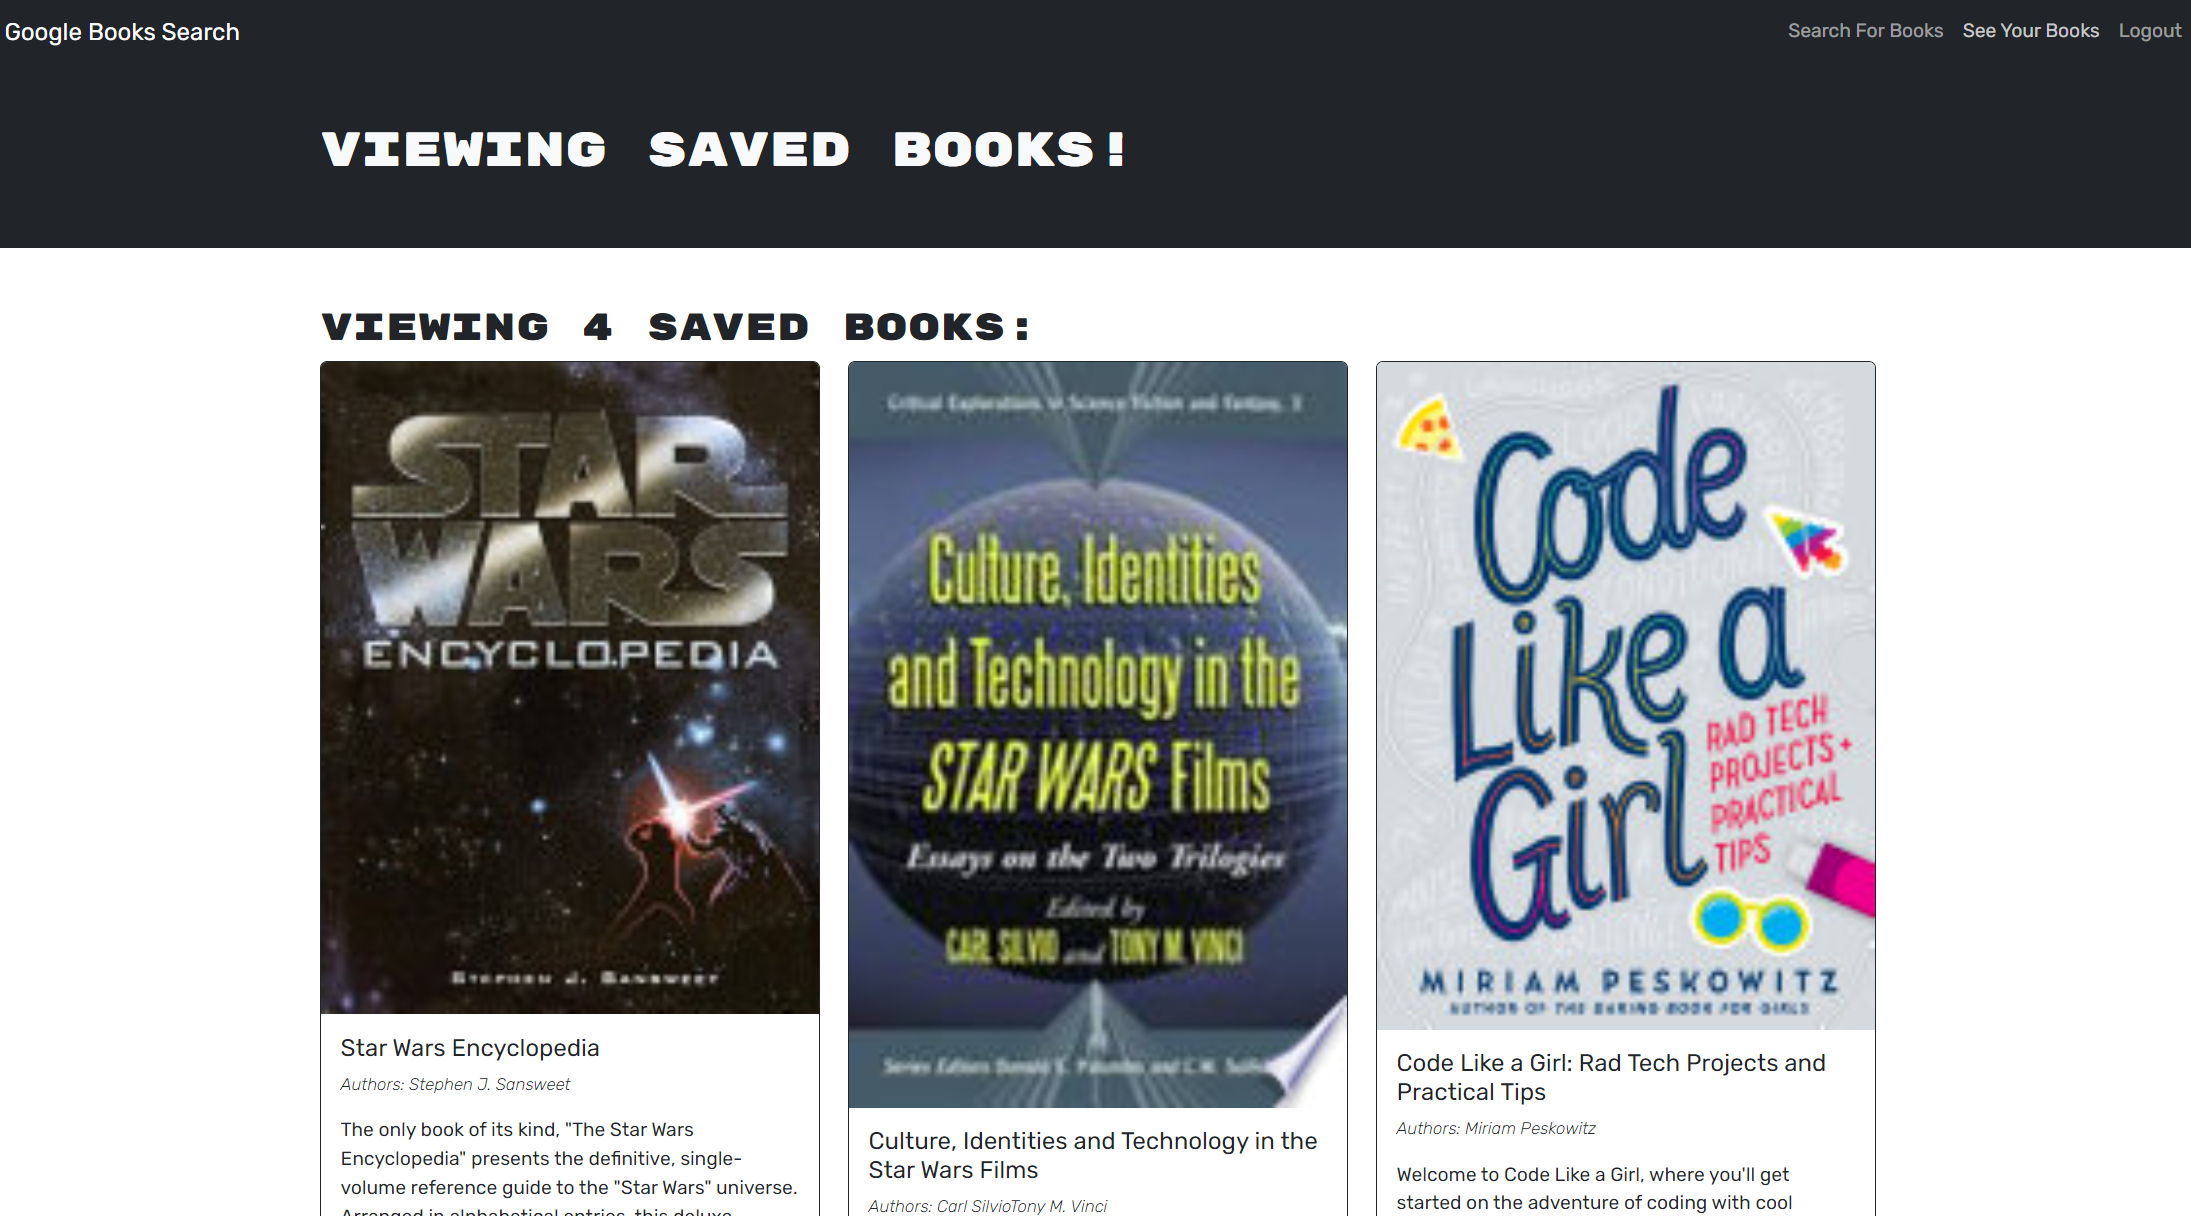 Google Books Search
Search For Books
See Your Books
Logout
VIEWING SAVED BOOKS!
VIEWING 4 SAVED BOOKS:
STAR
WARS
ENCYCLOPEDIA
STEPHEN J. SANSWEET
Star Wars Encyclopedia
Authors: Stephen J. Sansweet
The only book of its kind, "The Star Wars
Encyclopedia" presents the definitive, single-
volume reference guide to the "Star Wars" universe.
Arranged in alphabetical entries, this deluxe
Critical Explorations in Science Fiction and Fantasy, 3
Culture, Identities
and Technology in the
STAR WARS Films
Essays on the Two Trilogies
Edited by
CARL SILVIO and TONY M. VINCI
Series Editors Donald E. Palumbo and C.W.
Culture, Identities and Technology in the
Star Wars Films
Authors: Carl SilvioTony M. Vinci
Code
Like a
Girl
RAD TECH
PROJECTS +
PRACTICAL
TIPS
MIRIAM PESKOWITZ
AUTHOR OF THE DARING BOOK FOR GIRLS
Code Like a Girl: Rad Tech Projects and
Practical Tips
Authors: Miriam Peskowitz
Welcome to Code Like a Girl, where you'll get
started on the adventure of coding with cool